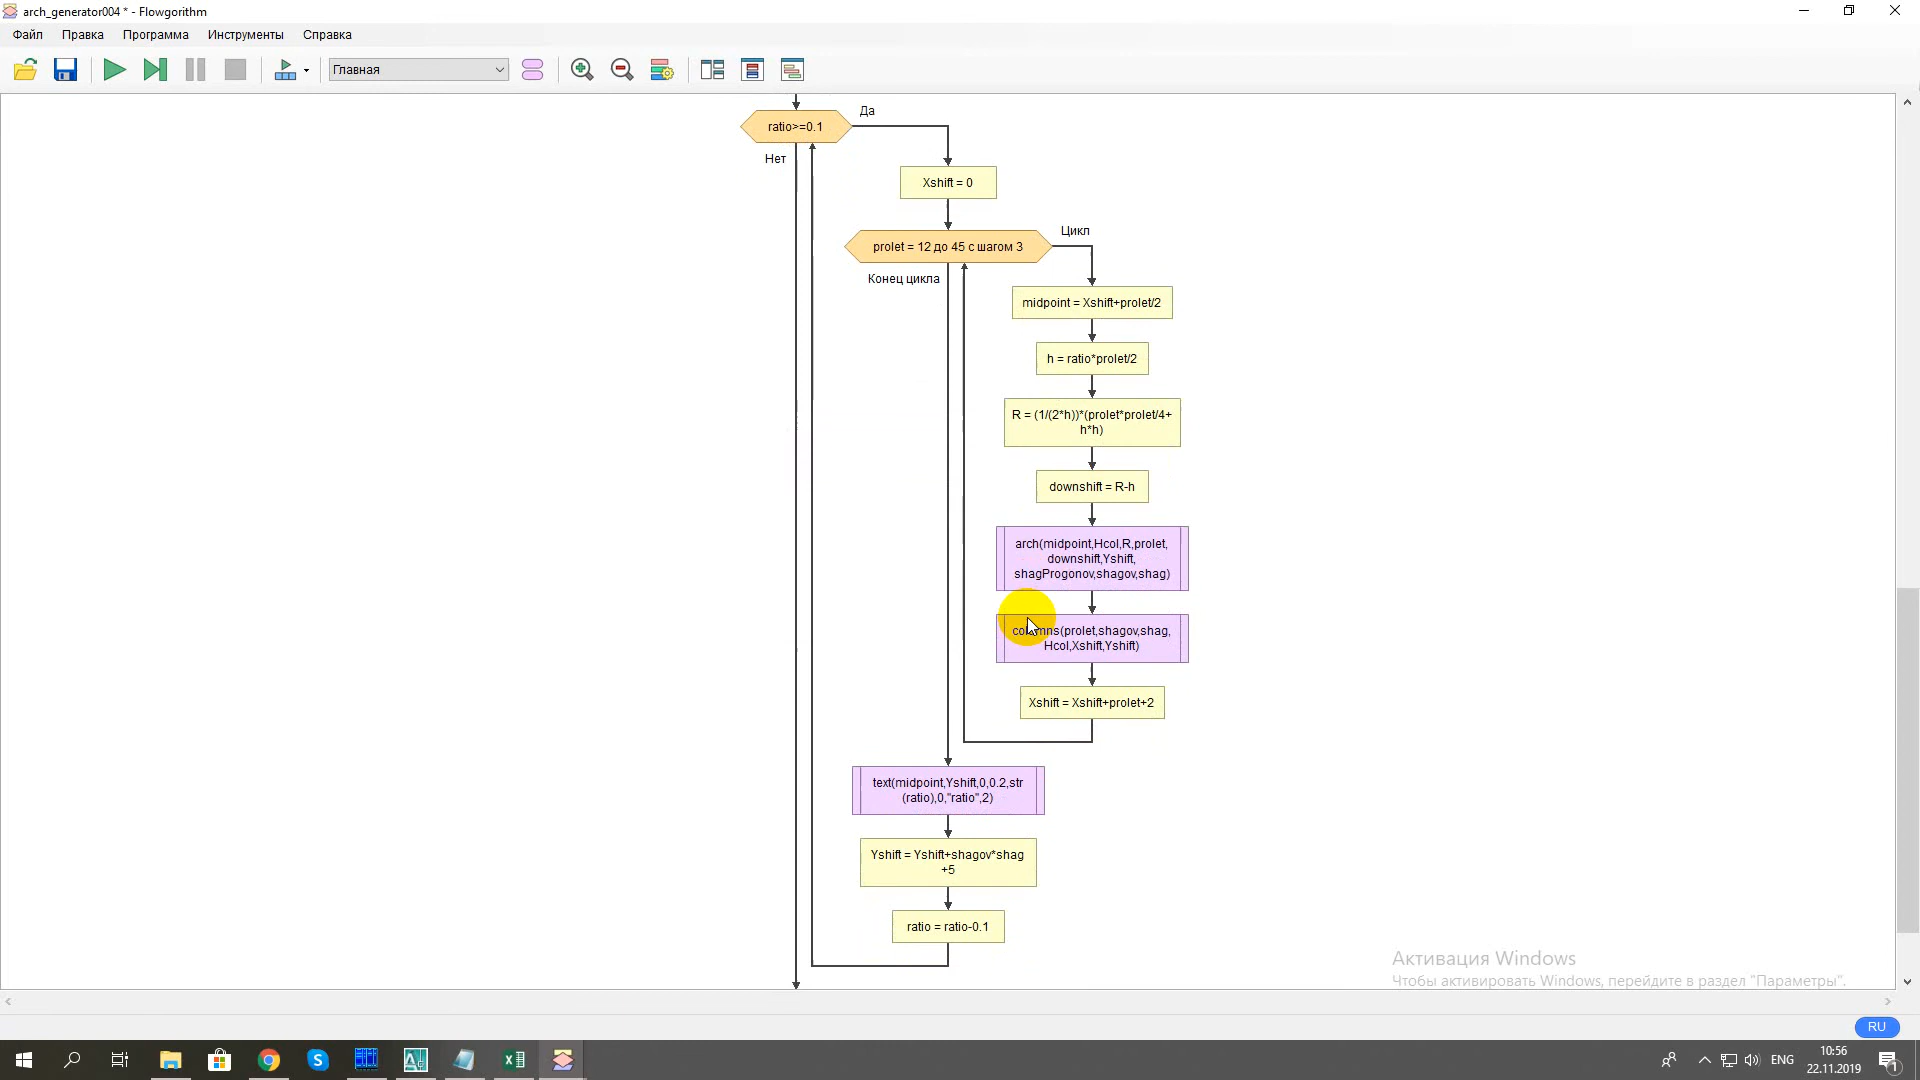 arch_generator004 * - Flowgorithm
Файл Правка Программа Инструменты Справка
Главная
ratio>=0.1
Да
Нет
Xshift = 0
prolet = 12 до 45 с шагом 3
Цикл
Конец цикла
midpoint = Xshift+prolet/2
h = ratio*prolet/2
R = (1/(2*h))*(prolet*prolet/4+
h*h)
downshift = R-h
arch(midpoint,Hcol,R,prolet,
downshift,Yshift,
shagProgonov,shagov,shag)
columns(prolet,shagov,shag,
Hcol,Xshift,Yshift)
Xshift = Xshift+prolet+2
text(midpoint,Yshift,0,0.2,str
(ratio),0,"ratio",2)
Yshift = Yshift+shagov*shag
+5
ratio = ratio-0.1
Активация Windows
Чтобы активировать Windows, перейдите в раздел "Параметры".
RU
ENG
10:56
22.11.2019
1